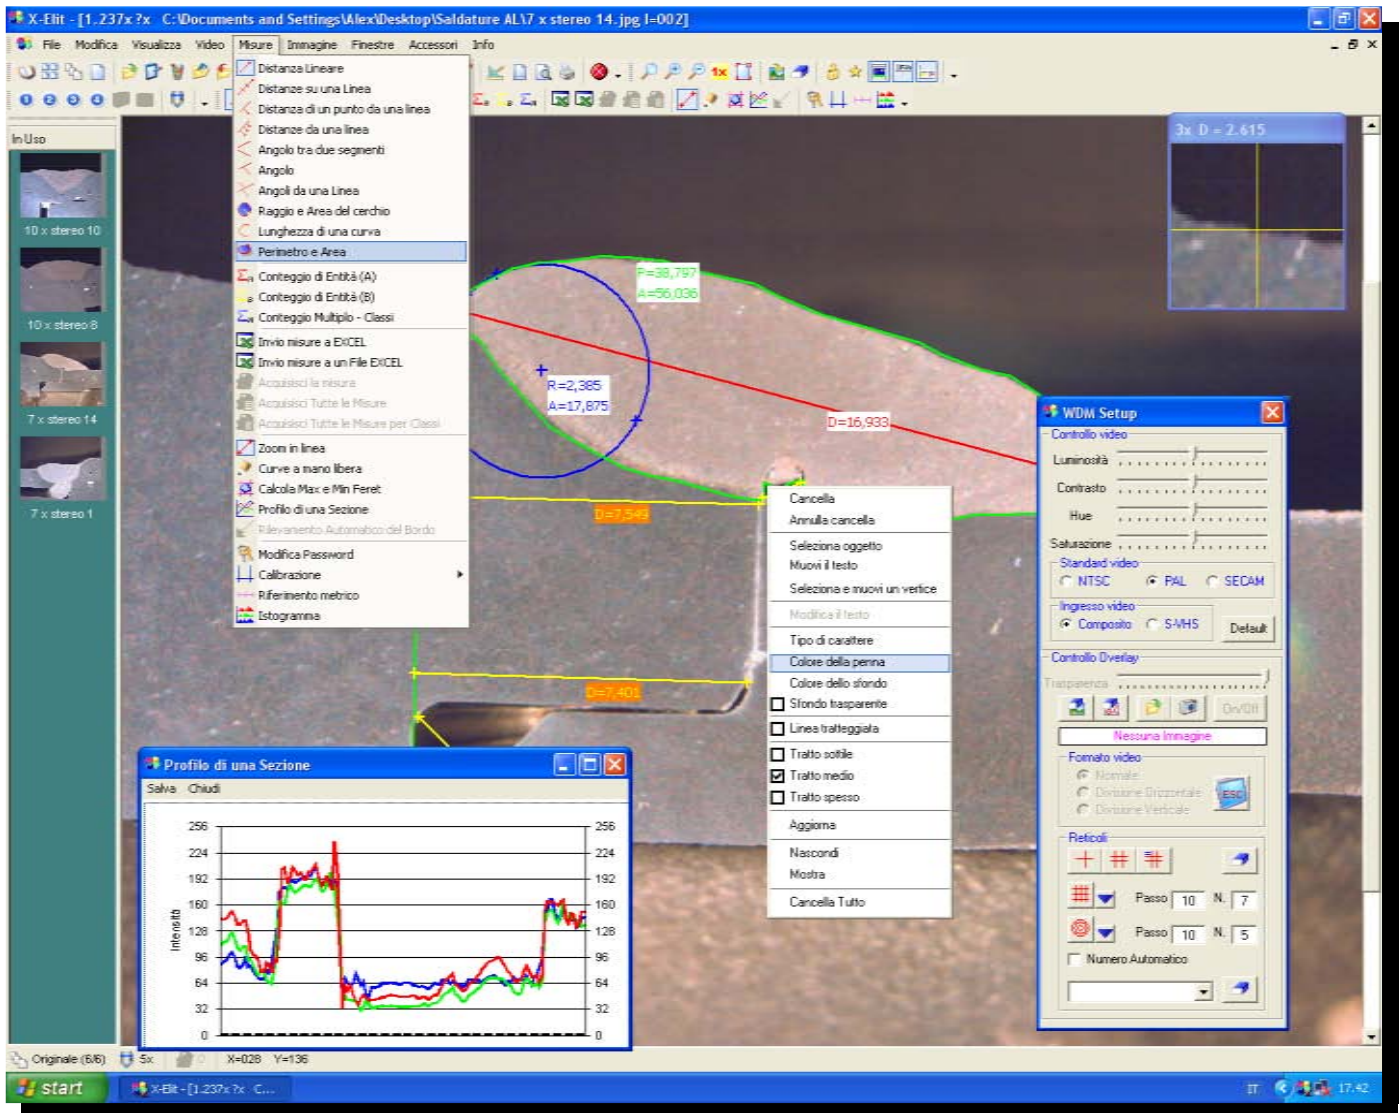 X-Elit - [1.237x ?x C:\Documents and Settings\Alex\Desktop\Saldature AL\7 x stereo 14.jpg I=002]
File Modifica Visualizza Video Misure Immagine Finestre Accessori Info
In Uso
10 x stereo 10
10 x stereo 8
7 x stereo 14
7 x stereo 1
Distanza Lineare
Distanze su una Linea
Distanza di un punto da una linea
Distanze da una linea
Angolo tra due segmenti
Angolo
Angoli da una Linea
Raggio e Area del cerchio
Lunghezza di una curva
Perimetro e Area
Conteggio di Entità (A)
Conteggio di Entità (B)
Conteggio Multiplo - Classi
Invio misure a EXCEL
Invio misure a un File EXCEL
Acquisisci la misura
Acquisisci Tutte le Misure
Acquisisci Tutte le Misure per Classi
Zoom in linea
Curve a mano libera
Calcola Max e Min Feret
Profilo di una Sezione
Rilevamento Automatico del Bordo
Modifica Password
Calibrazione
Riferimento metrico
Istogramma
3x D = 2.615
P=38,797
A=56,036
R=2,385
A=17,875
D=16,933
D=7,549
D=7,401
Cancella
Annulla cancella
Seleziona oggetto
Muovi il testo
Seleziona e muovi un vertice
Modifica il testo
Tipo di carattere
Colore della penna
Colore dello sfondo
Sfondo trasparente
Linea tratteggiata
Tratto sottile
Tratto medio
Tratto spesso
Aggiorna
Nascondi
Mostra
Cancella Tutto
WDM Setup
Controllo video
Luminosità
Contrasto
Hue
Saturazione
Standard video
NTSC PAL SECAM
Ingresso video
Composito S-VHS Default
Controllo Overlay
Trasparenza
On/Off
Nessuna Immagine
Formato video
Normale
Divisione Orizzontale
Divisione Verticale
ESC
Reticoli
Passo 10 N. 7
Passo 10 N. 5
Numero Automatico
Profilo di una Sezione
Salva Chiudi
Intensità
256 256
224 224
192 192
160 160
128 128
96 96
64 64
32 32
0 0
Originale (6/6) 5x 0 X=028 Y=136
start X-Elit - [1.237x ?x C... IT 17.42